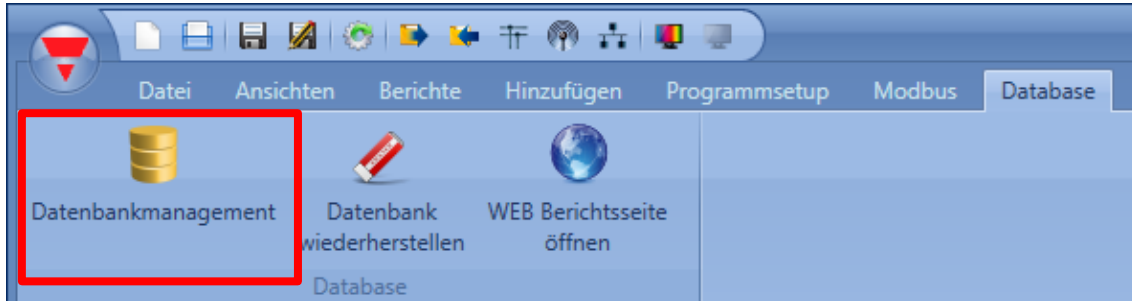 Datei Ansichten Berichte Hinzufügen Programmsetup Modbus Database
Datenbankmanagement
Datenbank
wiederherstellen
WEB Berichtsseite
öffnen
Database